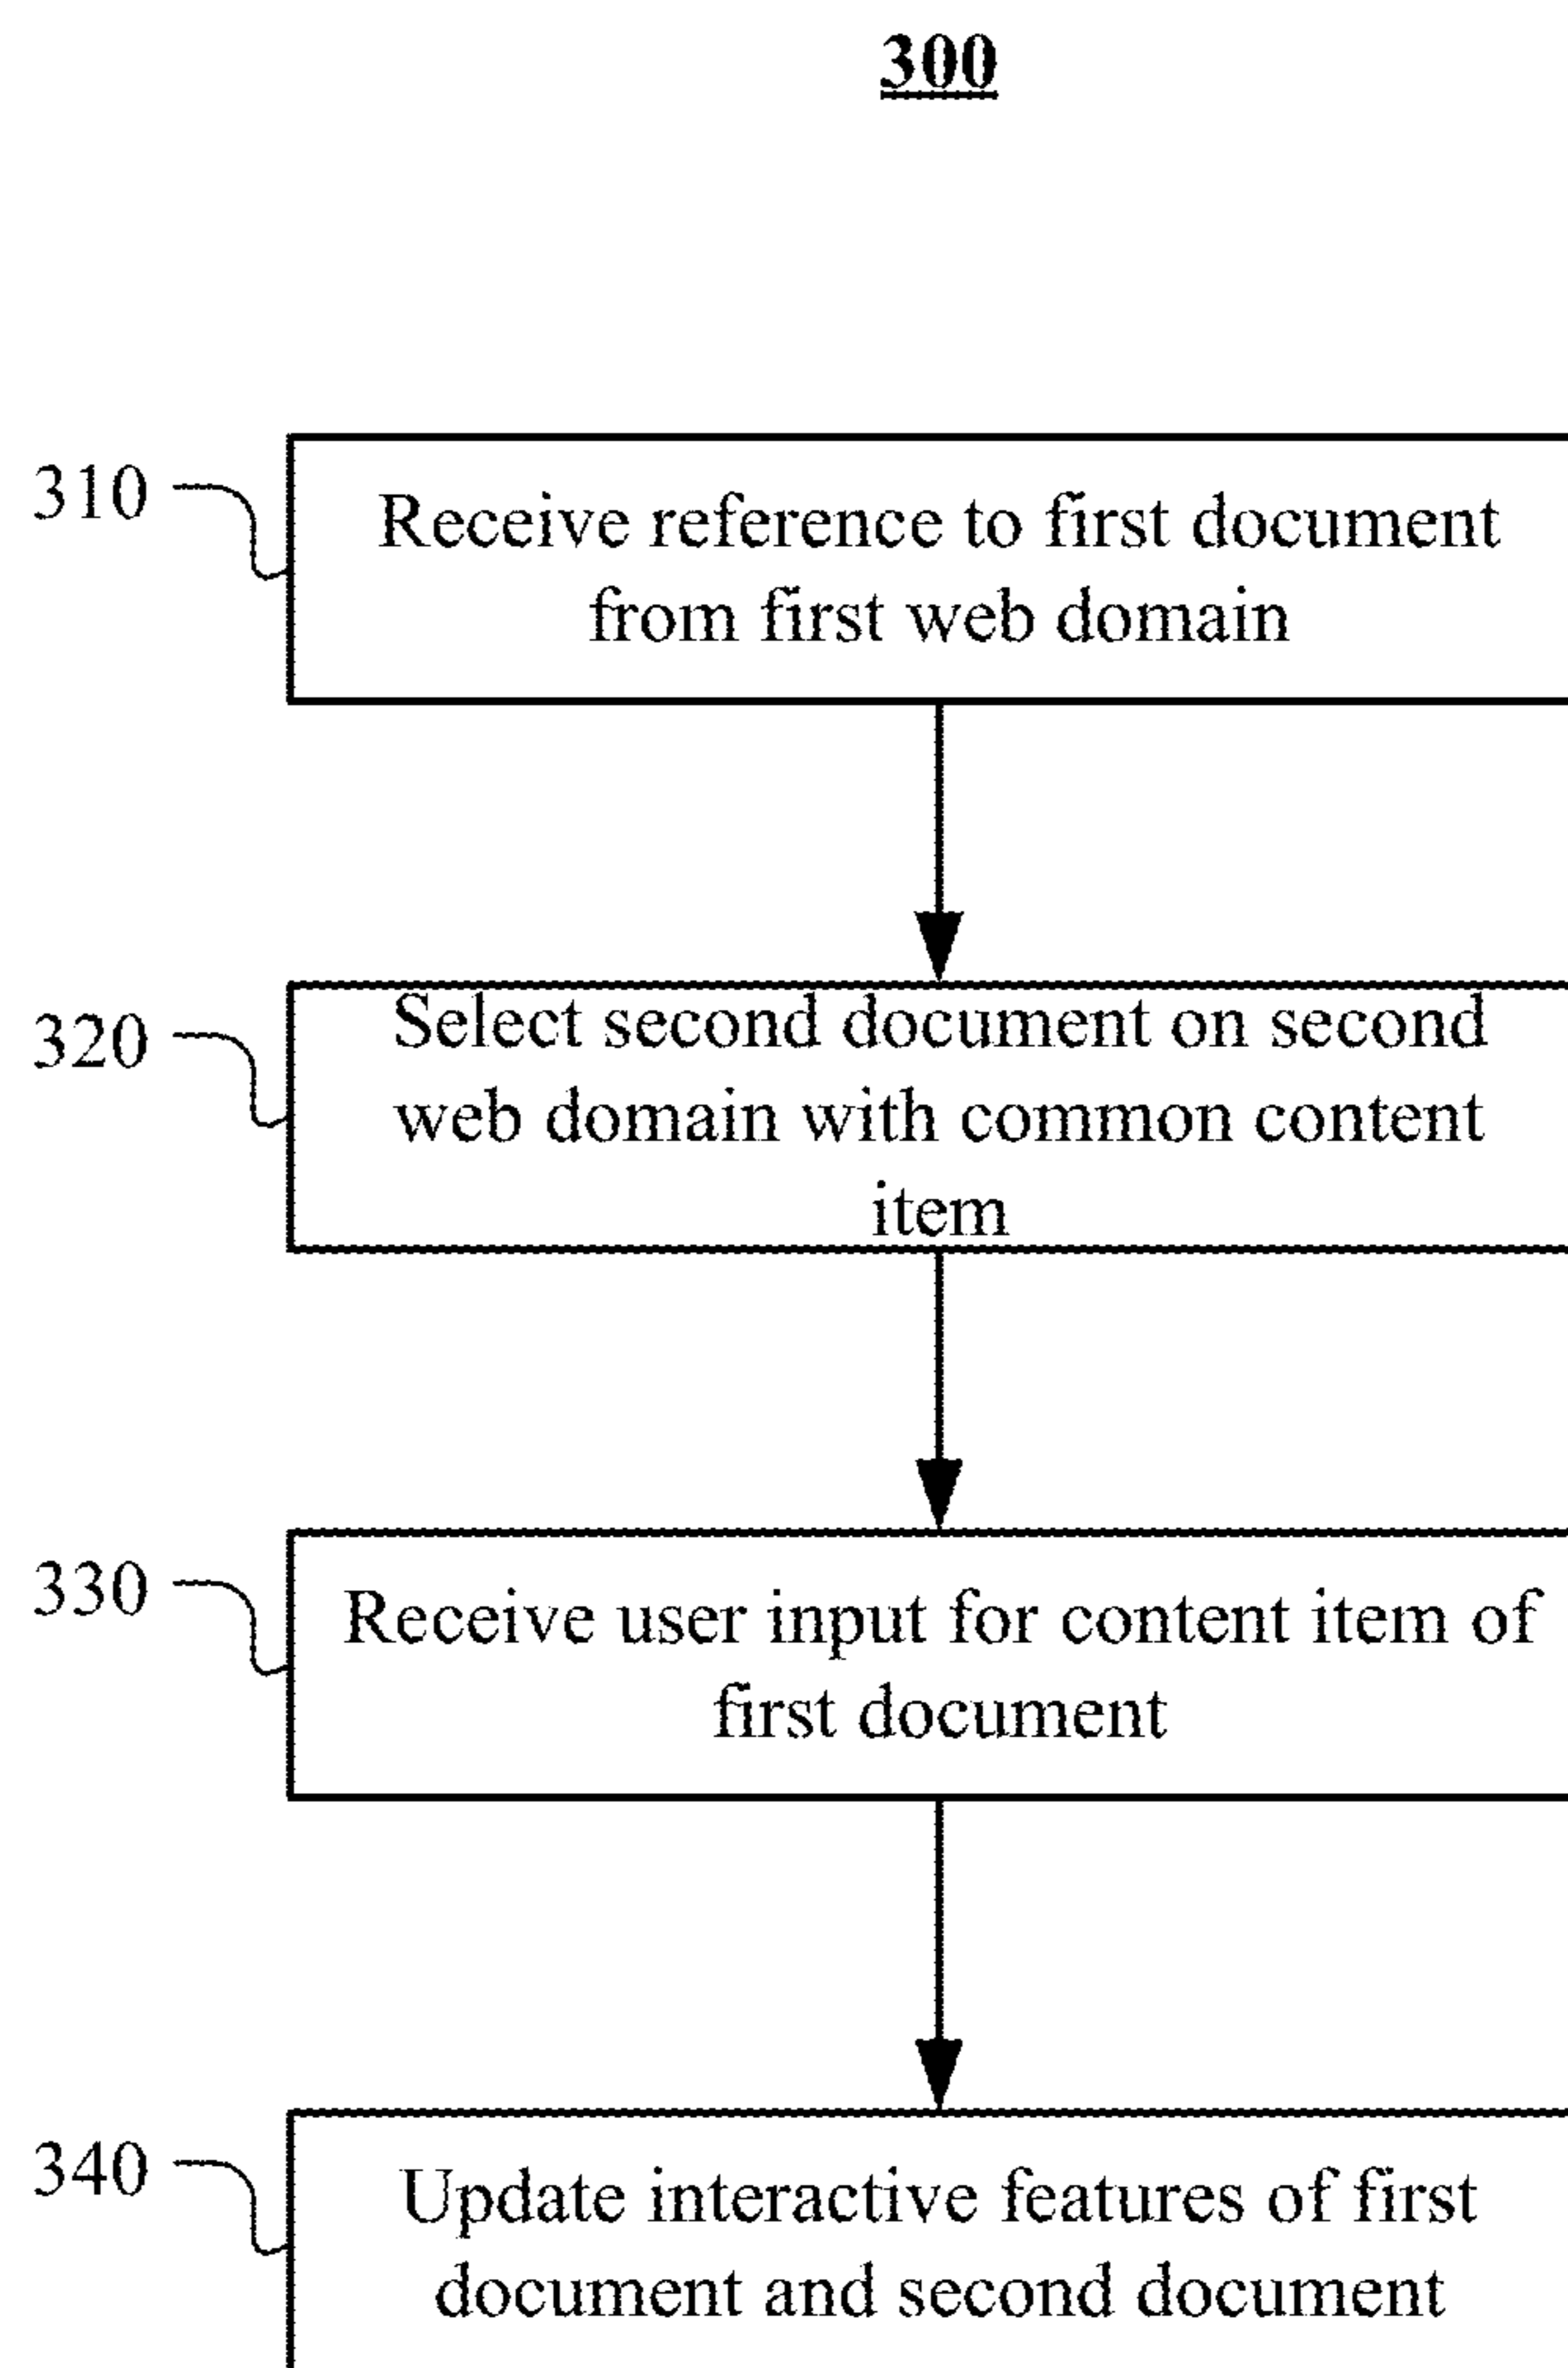 300
310
Receive reference to first document
from first web domain
320
Select second document on second
web domain with common content
item
330
Receive user input for content item of
first document
340
Update interactive features of first
document and second document